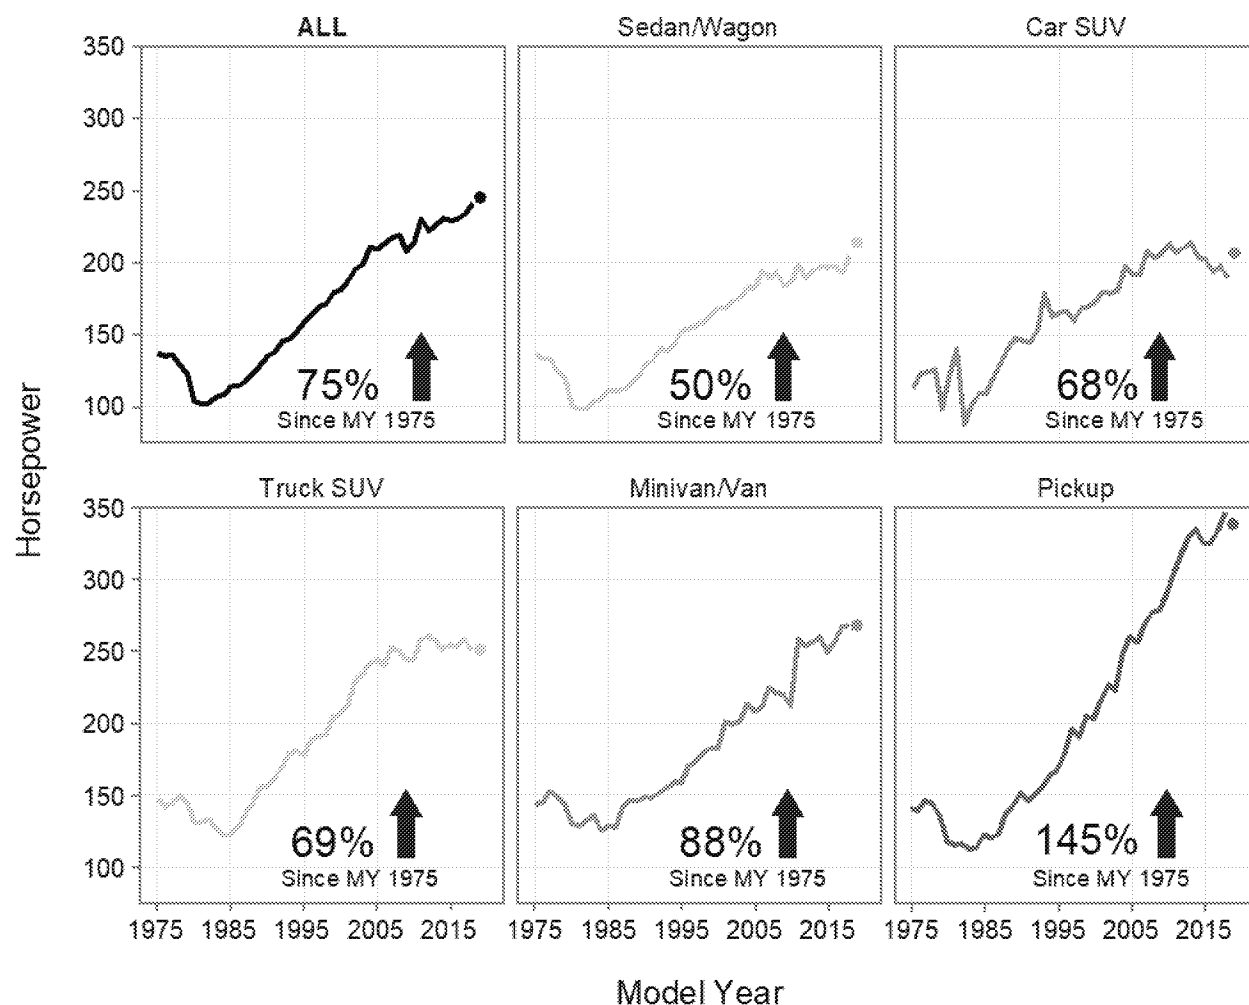 ALL
Sedan/Wagon
Car SUV
350
300
250
200
150
100
75%
Since MY 1975
50%
Since MY 1975
68%
Since MY 1975
Horsepower
Truck SUV
Minivan/Van
Pickup
350
300
250
200
150
100
69%
Since MY 1975
88%
Since MY 1975
145%
Since MY 1975
1975 1985 1995 2005 2015
1975 1985 1995 2005 2015
1975 1985 1995 2005 2015
Model Year